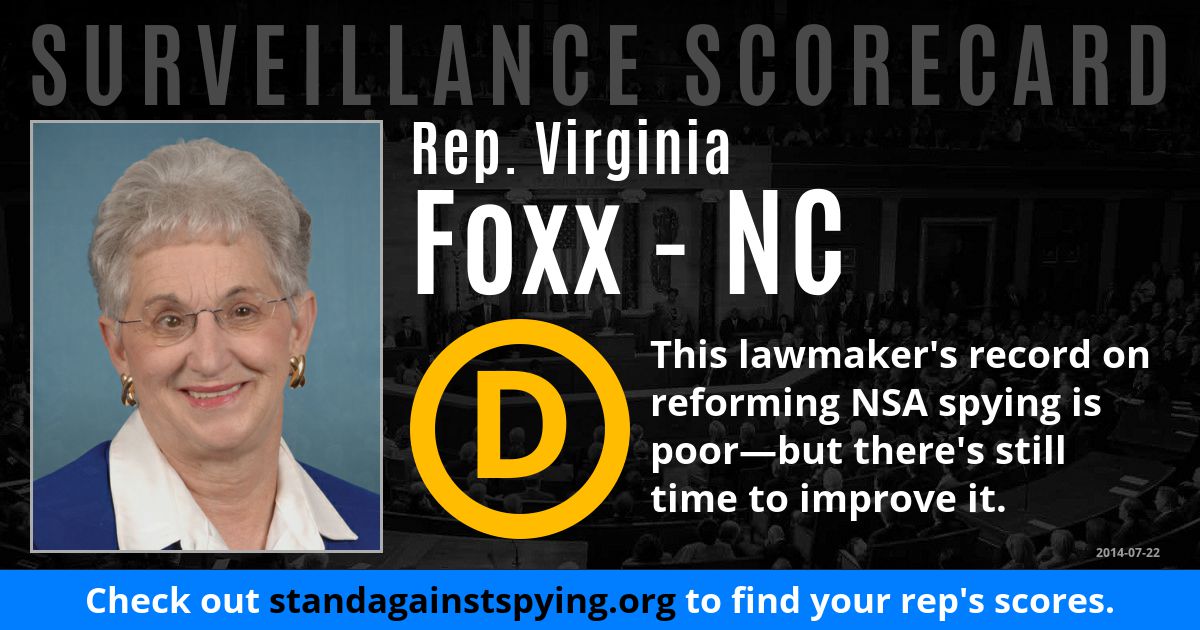 SURVEILLANCE SCORECARD
Rep. Virginia
Foxx - NC
D
This lawmaker's record on
reforming NSA spying is
poor—but there's still
time to improve it.
2014-07-22
Check out standagainstspying.org to find your rep's scores.